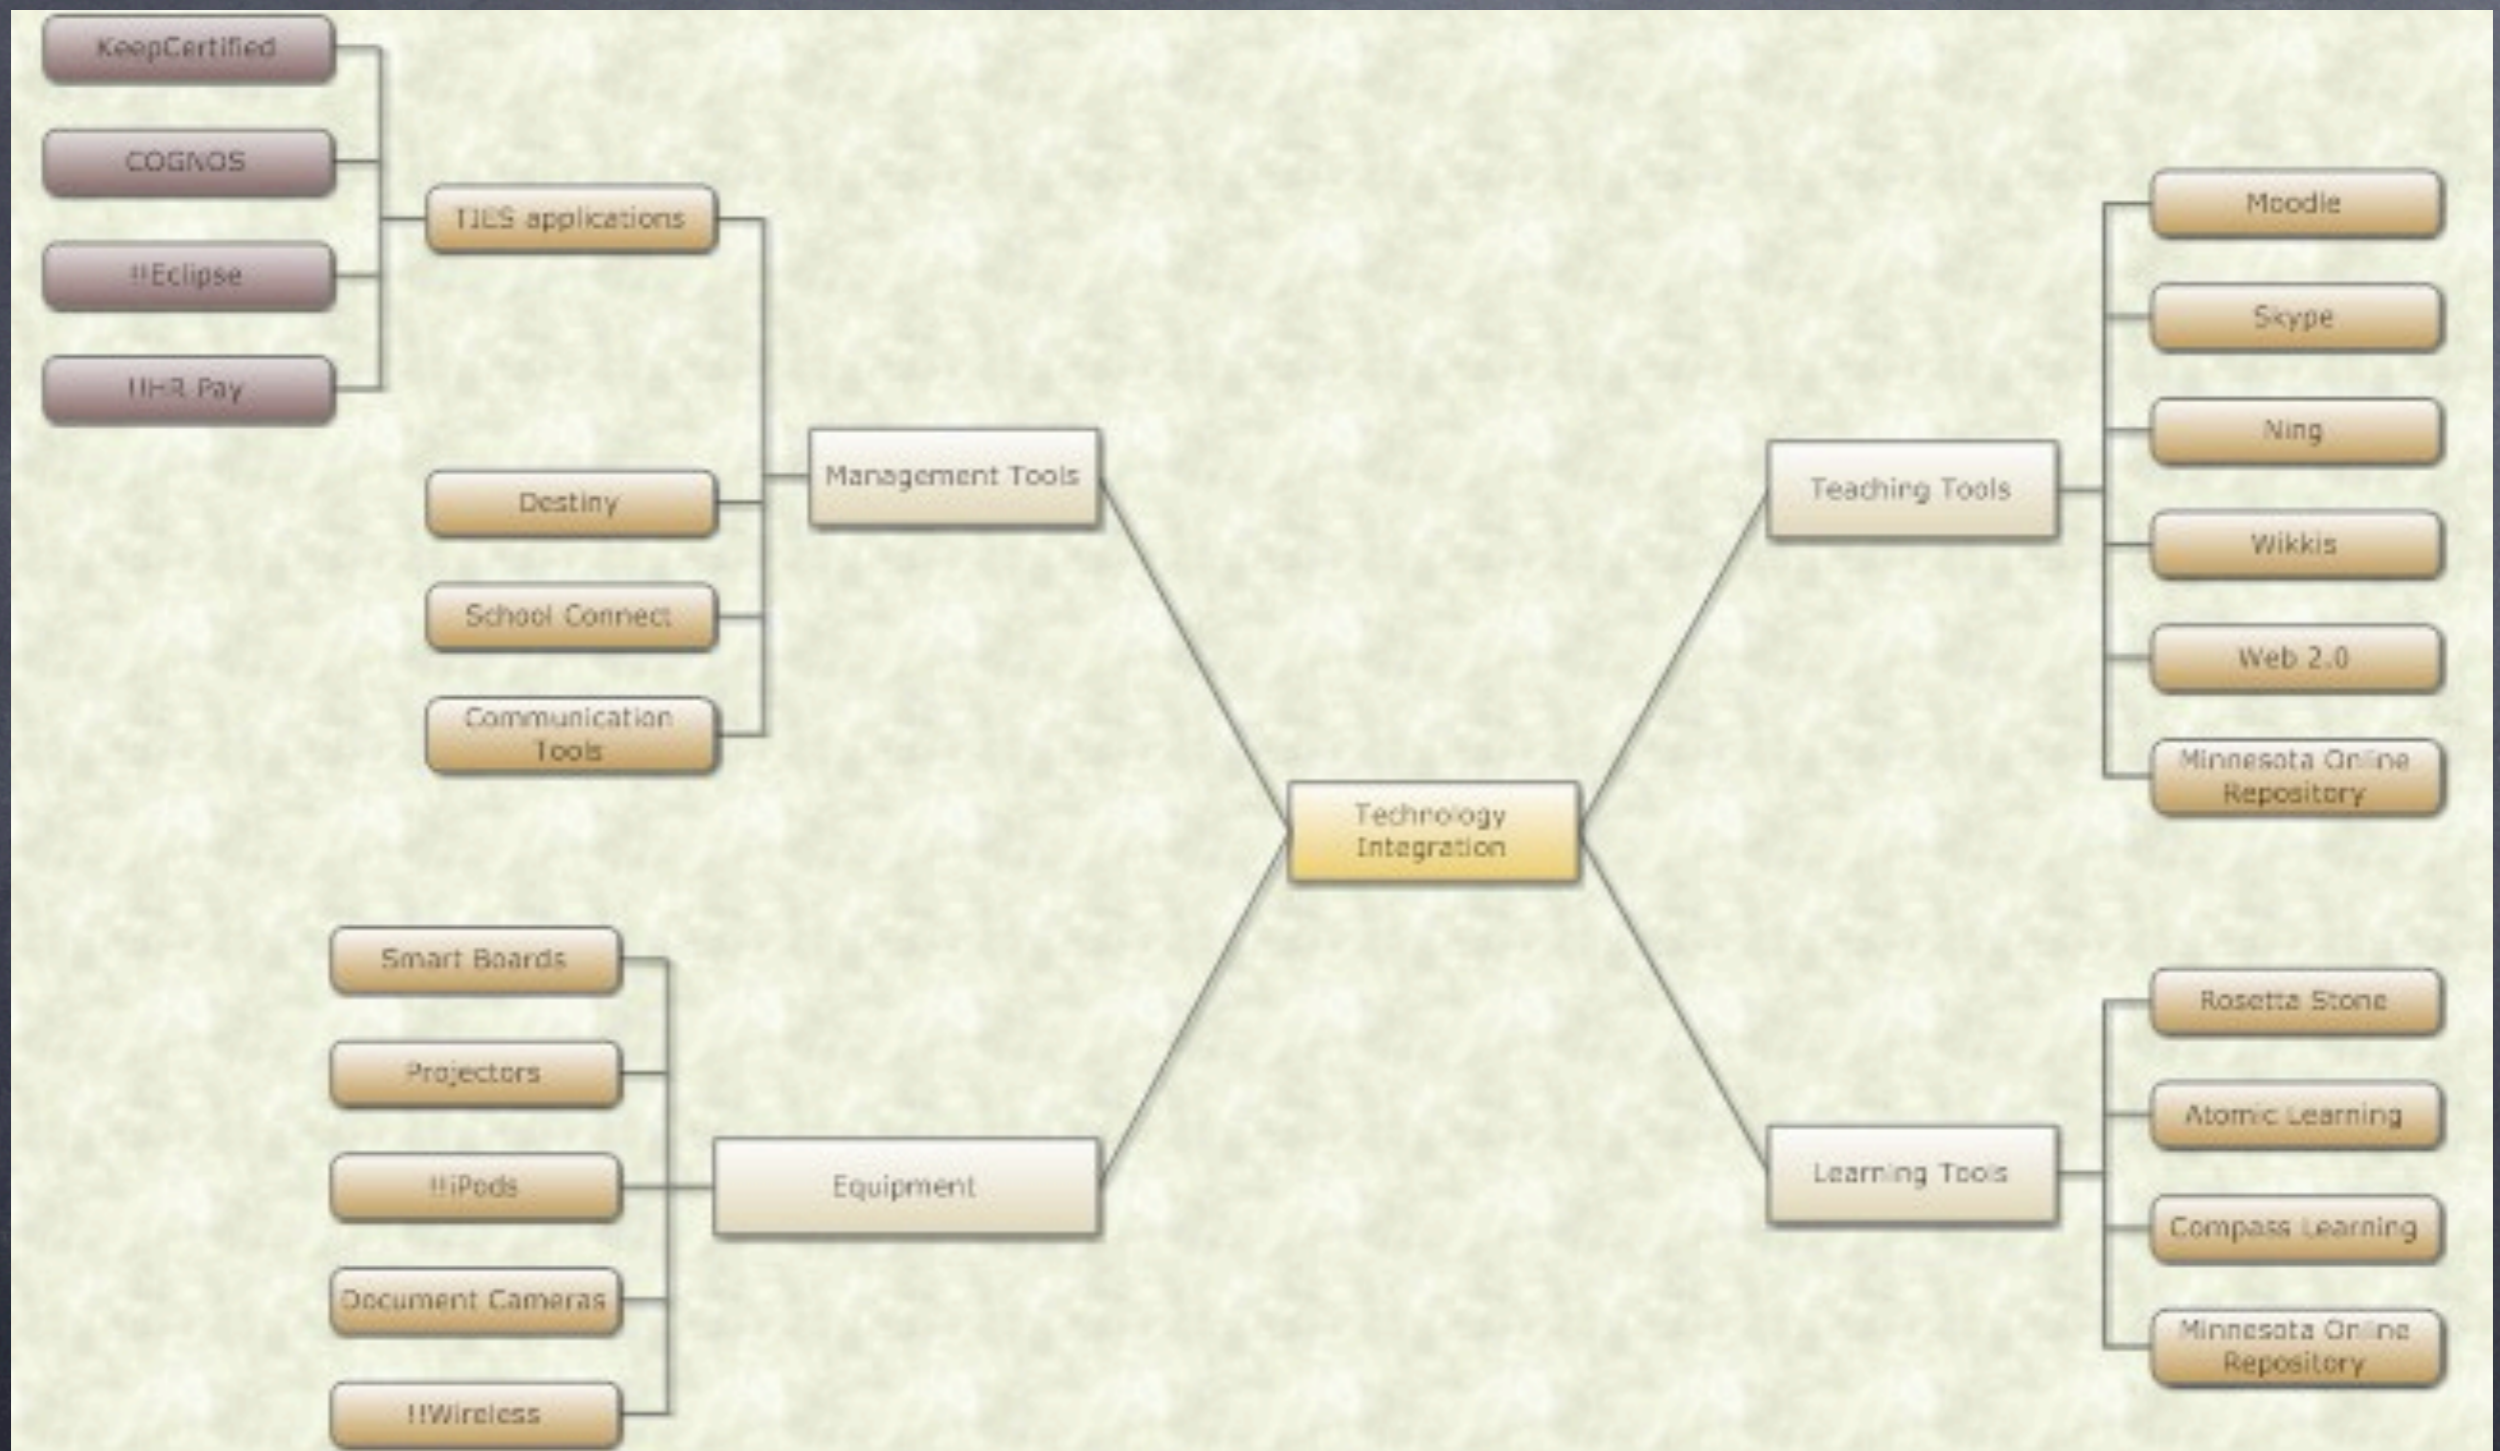 KeepCertified
COGNOS
!!Eclipse
!!HR Pay
TIES applications
Destiny
School Connect
Communication
Tools
Management Tools
Smart Boards
Projectors
!!iPods
Document Cameras
!!Wireless
Equipment
Technology
Integration
Teaching Tools
Moodle
Skype
Ning
Wikkis
Web 2.0
Minnesota Online
Repository
Learning Tools
Rosetta Stone
Atomic Learning
Compass Learning
Minnesota Online
Repository